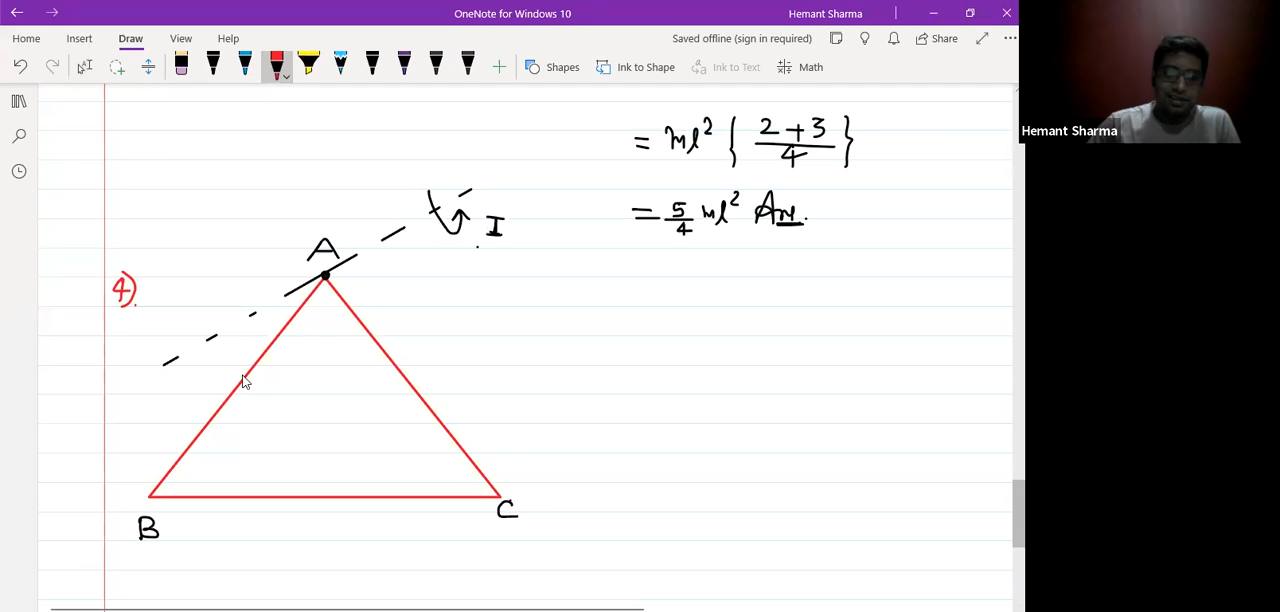 OneNote for Windows 10
Hemant Sharma
Home Insert Draw View Help
Saved offline (sign in required)
Share
Shapes
Ink to Shape
Ink to Text
Math
Hemant Sharma
= ml² { 2+3 / 4 }
= 5/4 ml² Ans.
I
A
4).
B
C